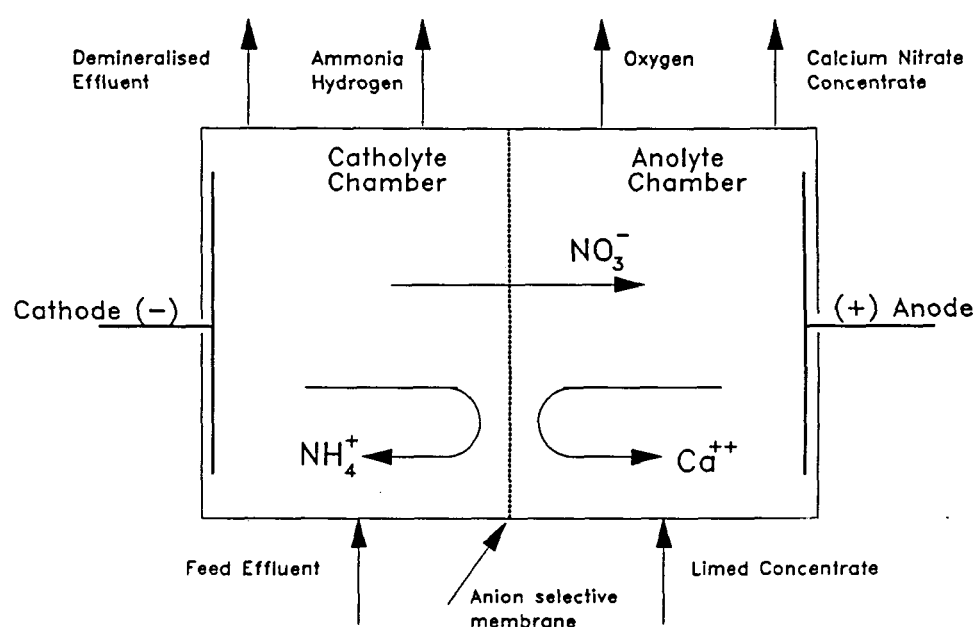 Demineralised
Effluent
Ammonia
Hydrogen
Oxygen
Calcium Nitrate
Concentrate
Catholyte
Chamber
Anolyte
Chamber
NO₃⁻
Cathode (-)
(+) Anode
NH₄⁺
Ca⁺⁺
Feed Effluent
Anion selective
membrane
Limed Concentrate